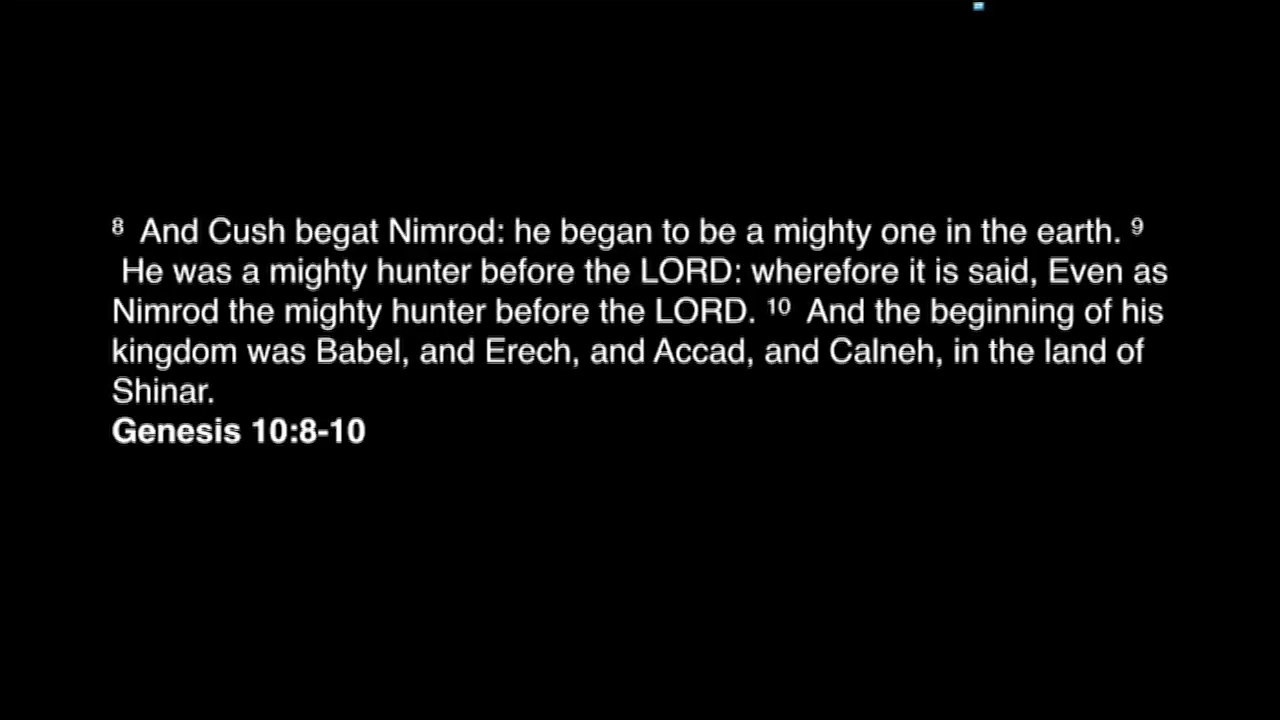 ⁸ And Cush begat Nimrod: he began to be a mighty one in the earth. ⁹
He was a mighty hunter before the LORD: wherefore it is said, Even as
Nimrod the mighty hunter before the LORD. ¹⁰ And the beginning of his
kingdom was Babel, and Erech, and Accad, and Calneh, in the land of
Shinar.
Genesis 10:8-10